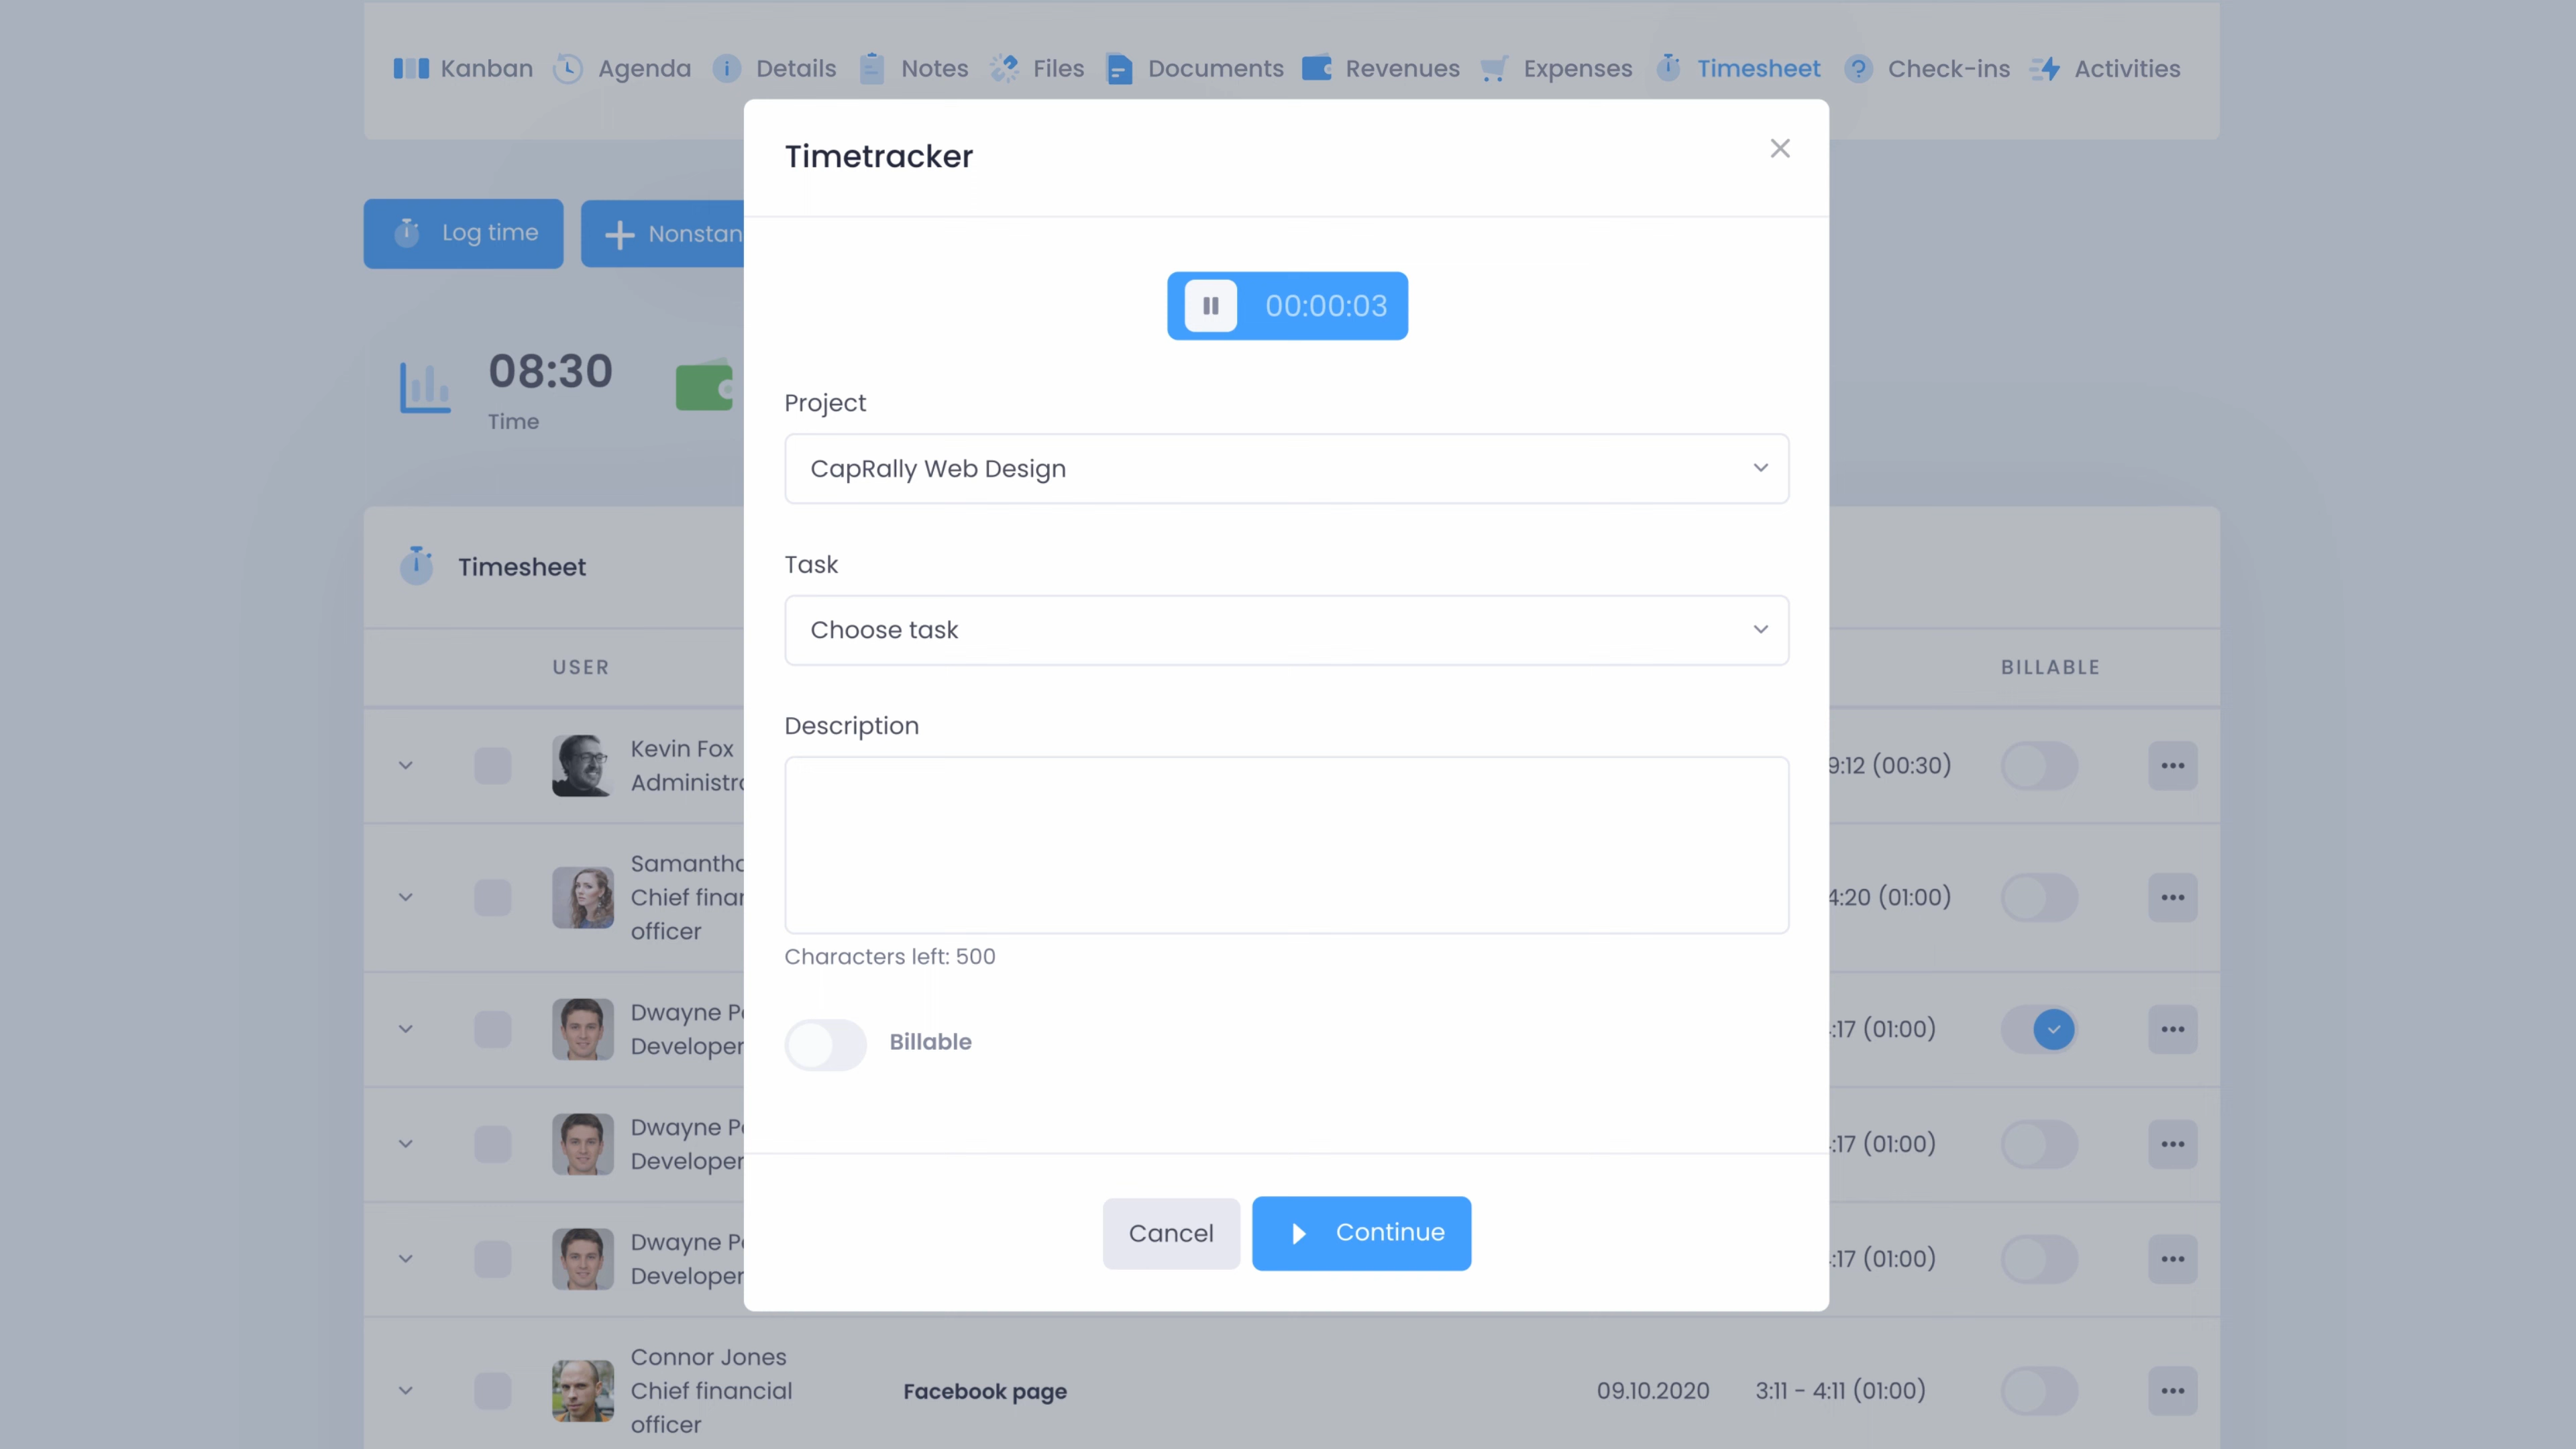 Kanban Agenda Details Notes Files Documents Revenues Expenses Timesheet Check-ins Activities
Timetracker
Log time
Nonstan
00:00:03
08:30
Time
Project
CapRally Web Design
Task
Choose task
Timesheet
USER
BILLABLE
Description
Kevin Fox
Administra
9:12 (00:30)
Samantha
Chief finan
officer
4:20 (01:00)
Characters left: 500
Dwayne P
Developer
:17 (01:00)
Billable
Dwayne P
Developer
:17 (01:00)
Dwayne P
Developer
:17 (01:00)
Cancel
Continue
Connor Jones
Chief financial
officer
Facebook page
09.10.2020
3:11 - 4:11 (01:00)